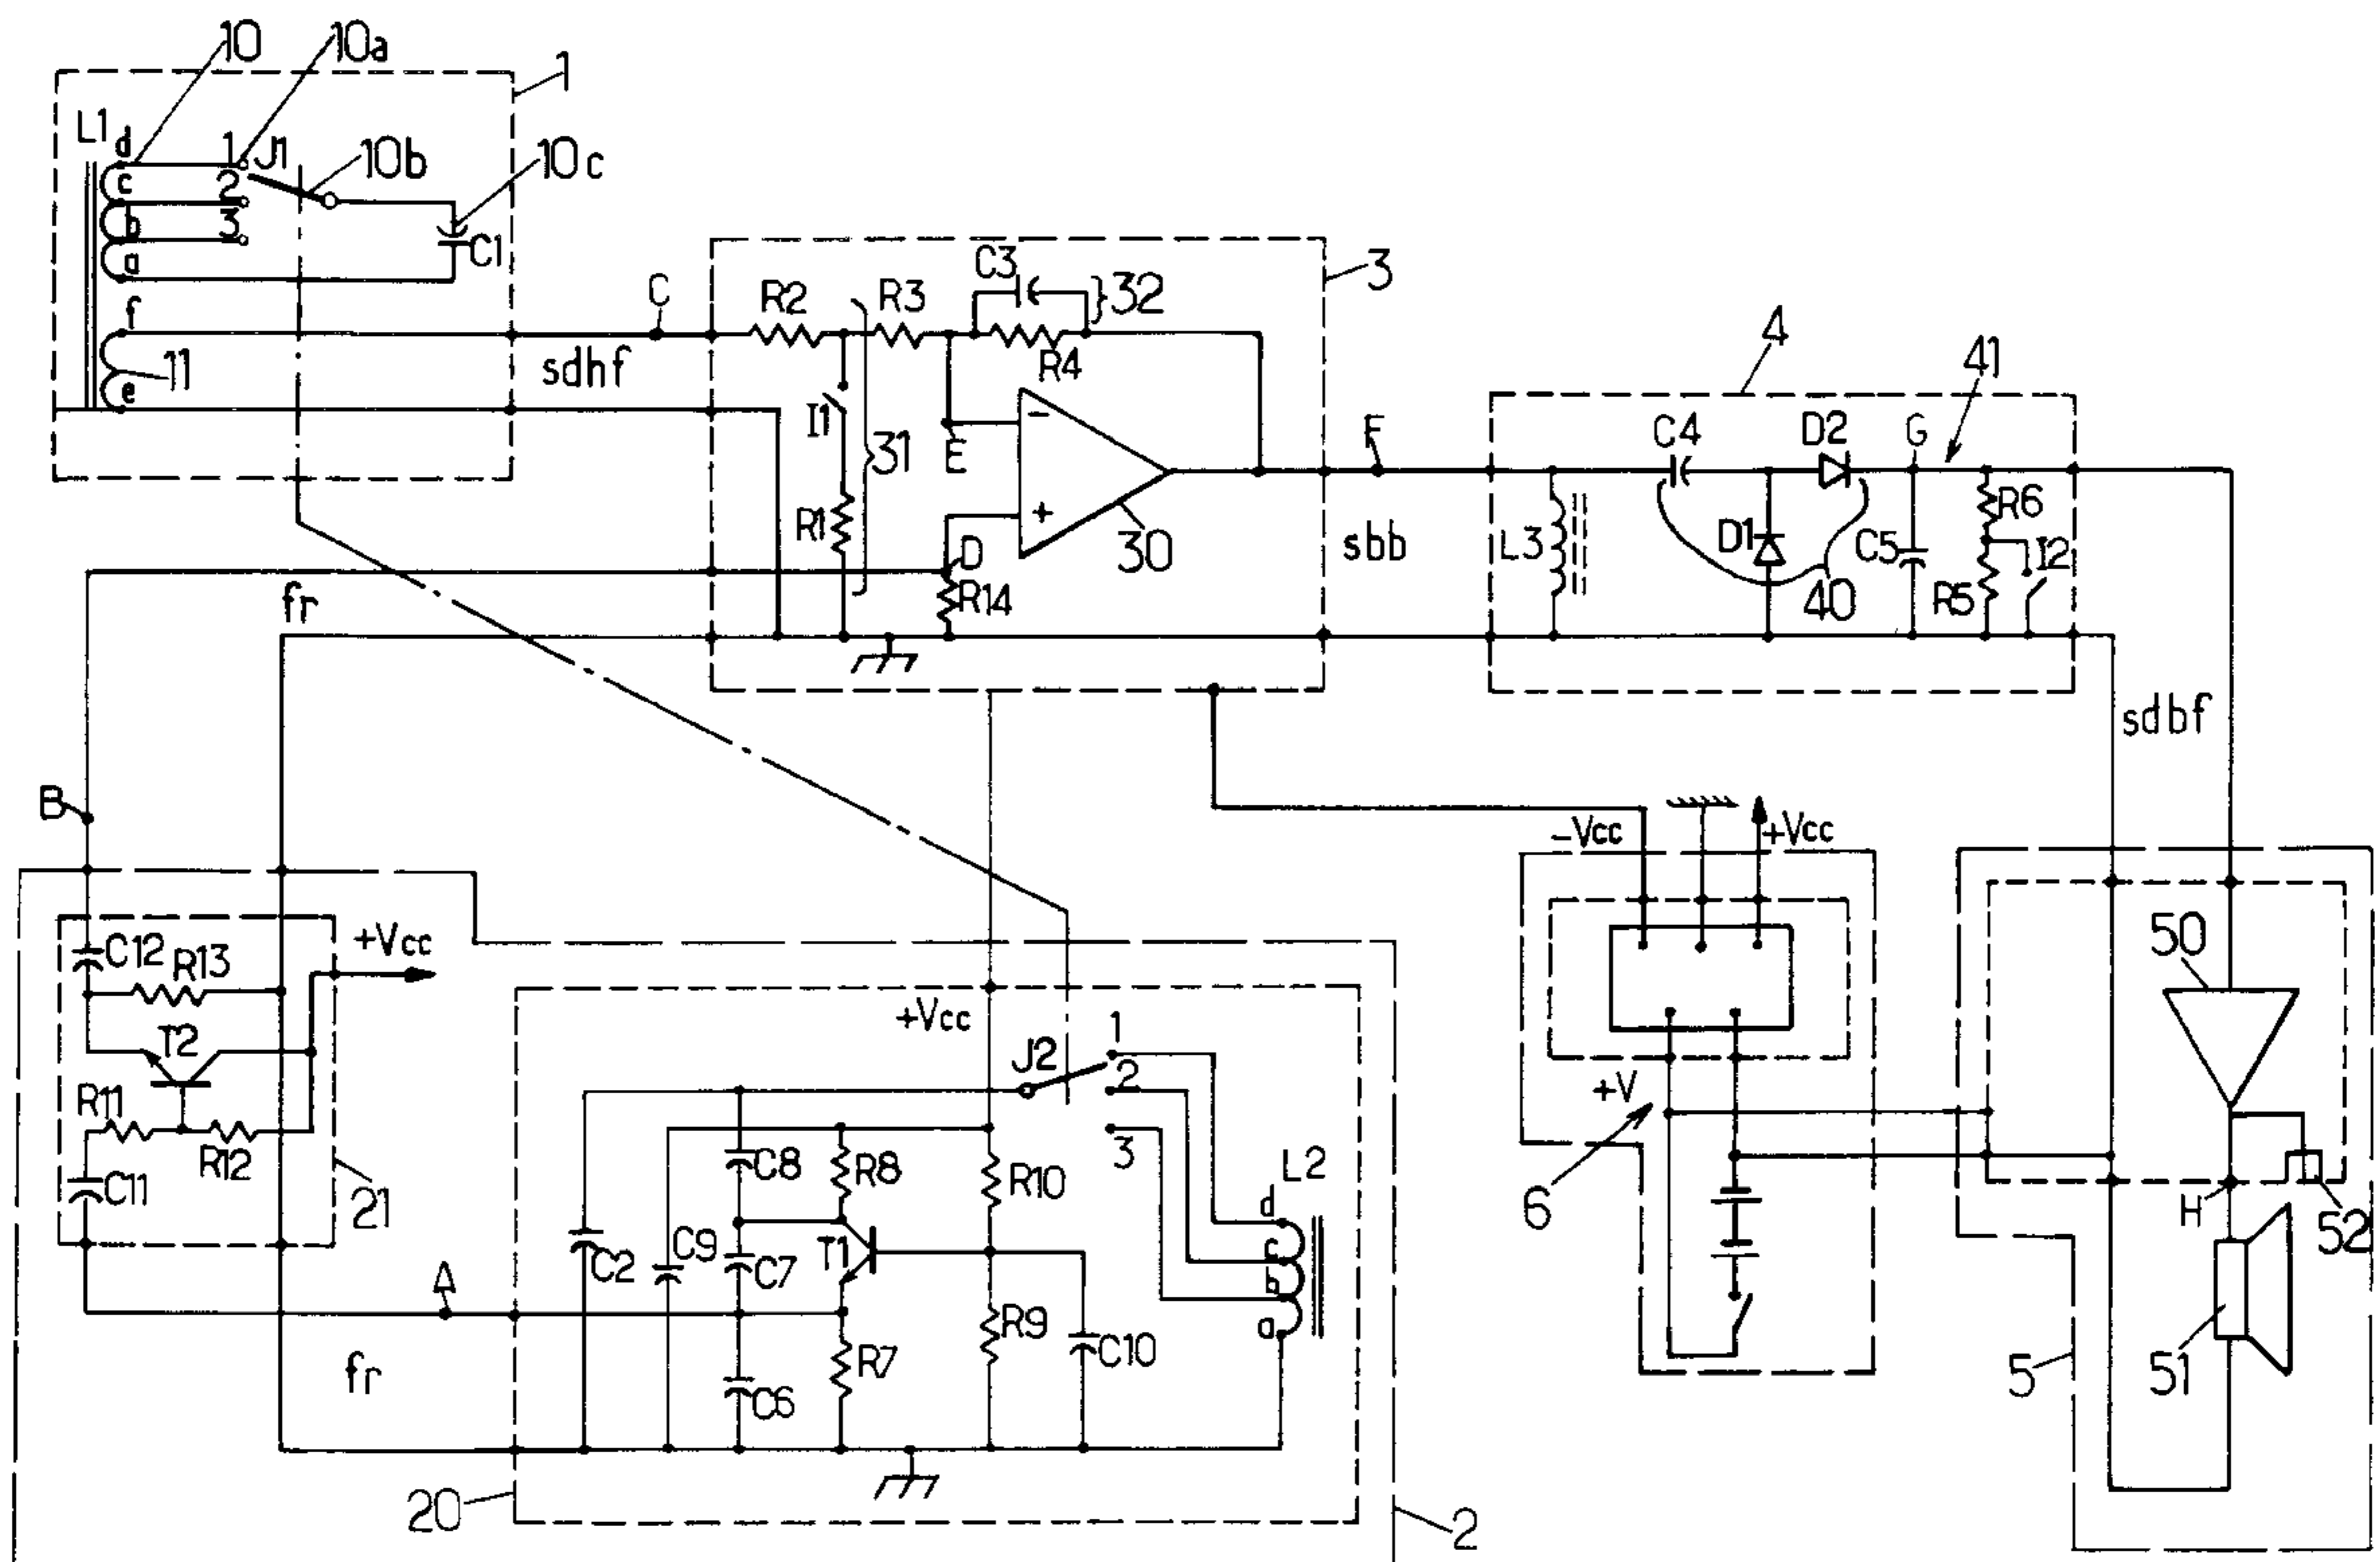 10
10a
1
L1
d
1
J1
10b
10c
c
2
b
3
a
C1
f
11
e
sdhf
C
R2
R3
C3
32
3
R4
I1
31
E
−
+
R1
D
30
R14
F
sbb
4
41
C4
D2
G
L3
D1
C5
R6
I2
40
R5
fr
sdbf
B
−Vcc
+Vcc
C12
R13
+Vcc
50
T2
+Vcc
1
J2
2
3
R11
R12
C11
21
C8
R8
R10
L2
d
+V
6
H
52
C2
C9
C7
T1
c
b
a
A
R9
C10
fr
R7
C6
5
51
20
2